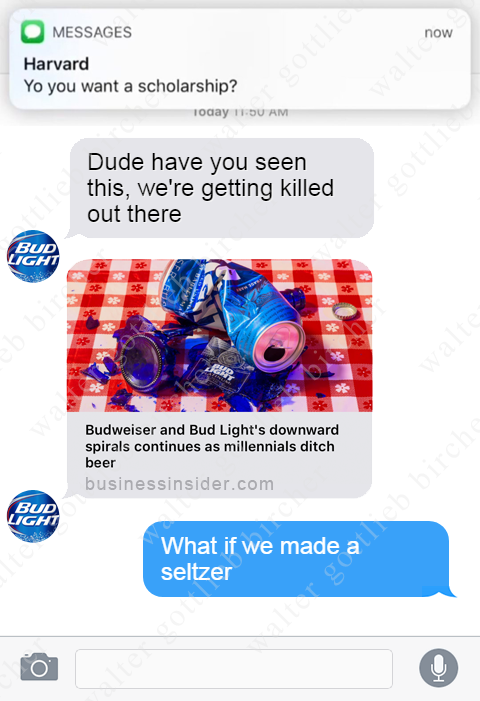 MESSAGES now
Harvard
Yo you want a scholarship?
Today 11:50 AM
Dude have you seen
this, we're getting killed
out there
BUD
LIGHT
BUD
LIGHT
Budweiser and Bud Light's downward
spirals continues as millennials ditch
beer
businessinsider.com
BUD
LIGHT
What if we made a
seltzer
walter gottlieb bircher